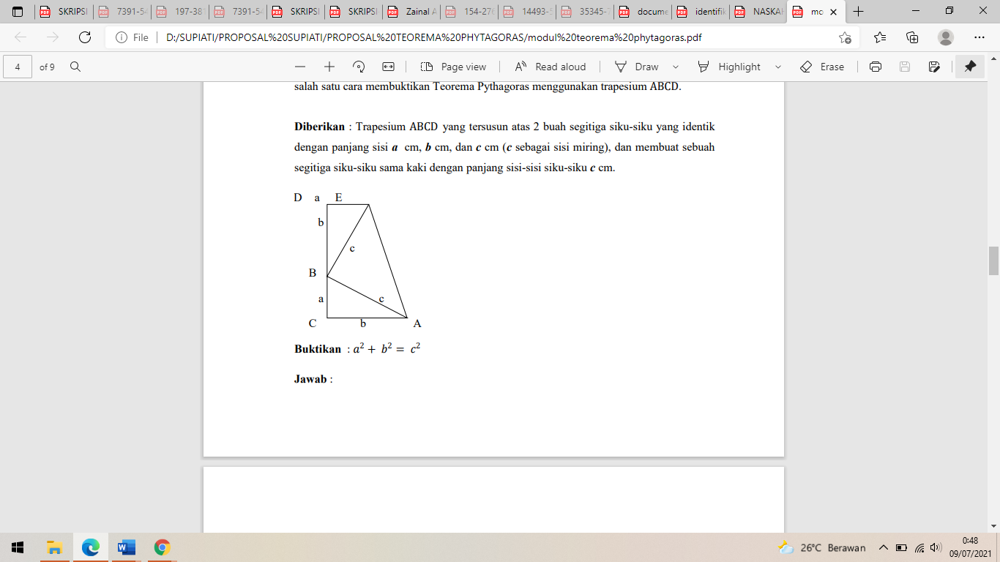 SKRIPSI
7391-54
197-387
7391-54
SKRIPSI
SKRIPSI
Zainal A
154-276
14493-5
35345-7
docume
identifik
NASKAH
mo
File
D:/SUPIATI/PROPOSAL%20SUPIATI/PROPOSAL%20TEOREMA%20PHYTAGORAS/modul%20teorema%20phytagoras.pdf
4 of 9
Page view
Read aloud
Draw
Highlight
Erase
salah satu cara membuktikan Teorema Pythagoras menggunakan trapesium ABCD.
Diberikan : Trapesium ABCD yang tersusun atas 2 buah segitiga siku-siku yang identik
dengan panjang sisi a cm, b cm, dan c cm (c sebagai sisi miring), dan membuat sebuah
segitiga siku-siku sama kaki dengan panjang sisi-sisi siku-siku c cm.
D a E
b
c
B
a c
C b A
Buktikan : a² + b² = c²
Jawab :
26°C Berawan
0:48
09/07/2021